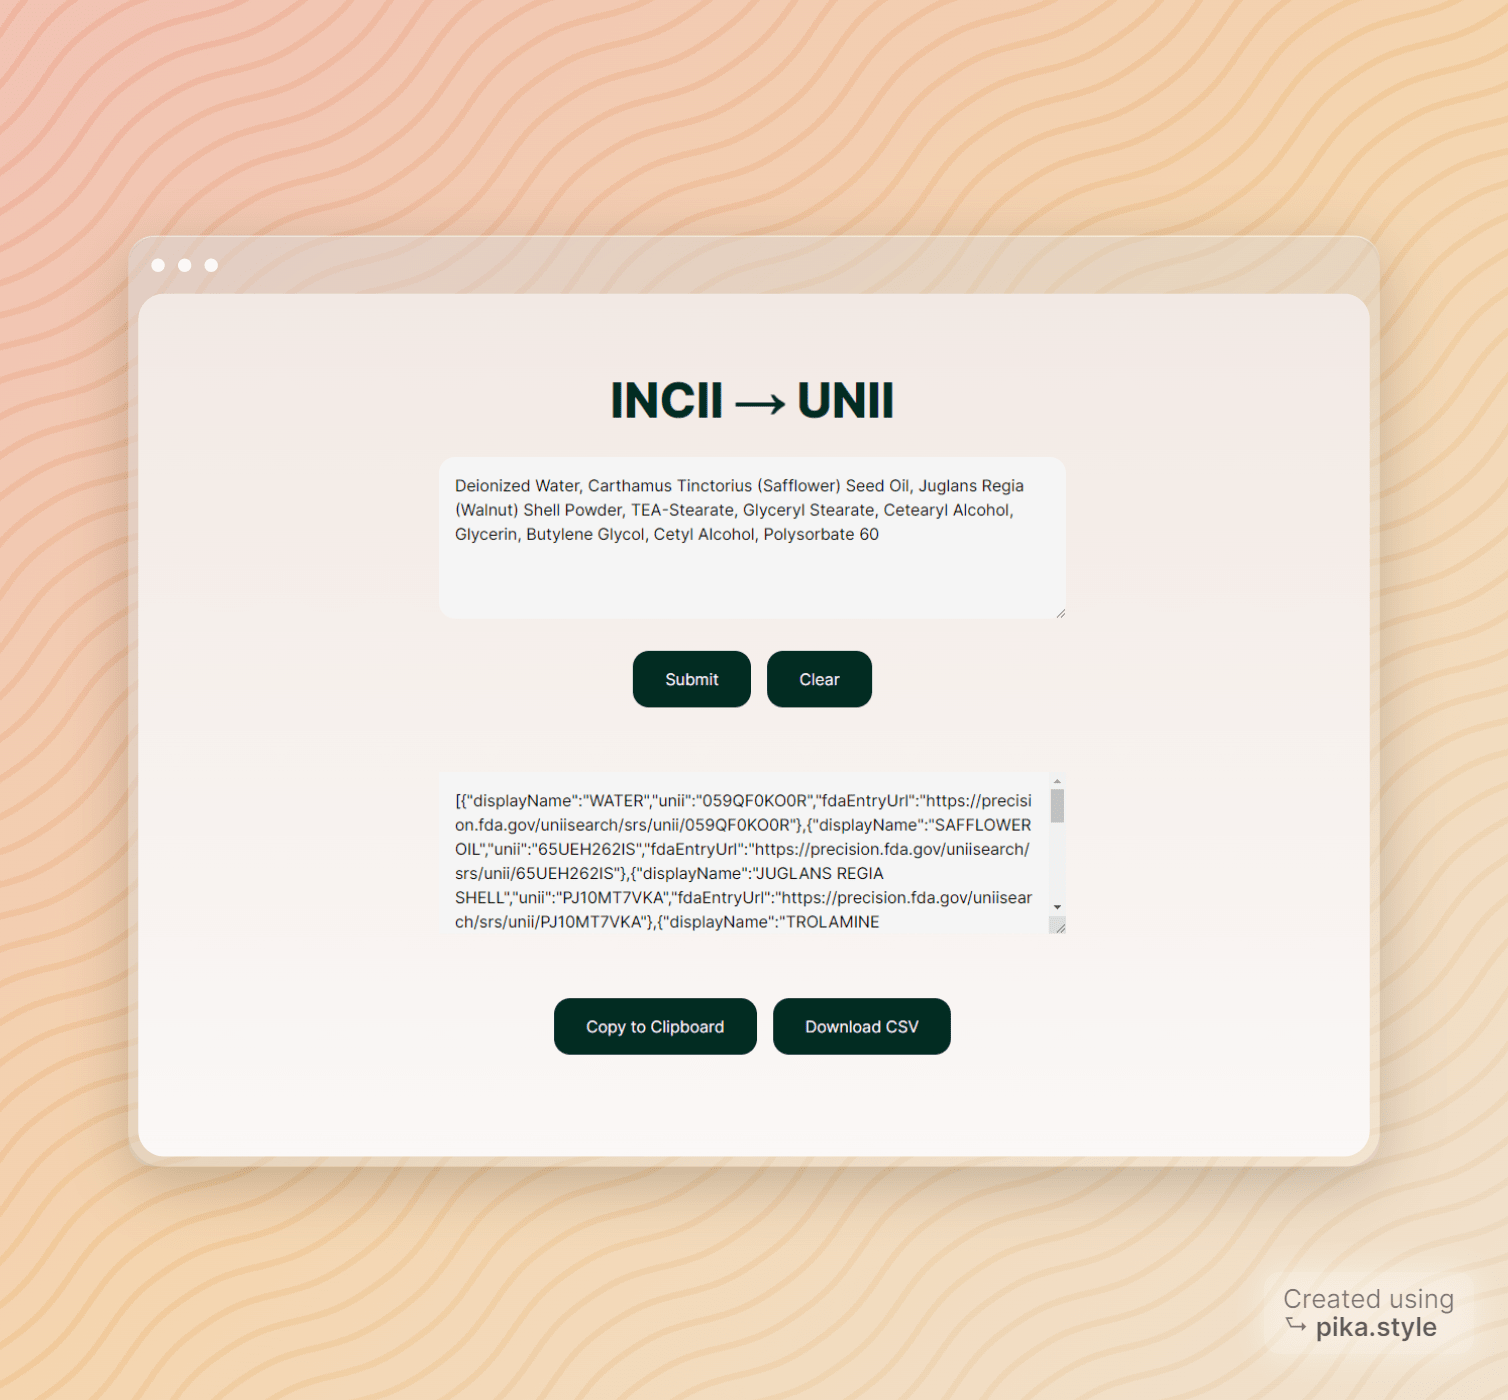 INCII → UNII
Deionized Water, Carthamus Tinctorius (Safflower) Seed Oil, Juglans Regia
(Walnut) Shell Powder, TEA-Stearate, Glyceryl Stearate, Cetearyl Alcohol,
Glycerin, Butylene Glycol, Cetyl Alcohol, Polysorbate 60
Submit Clear
[{"displayName":"WATER","unii":"059QF0KO0R","fdaEntryUrl":"https://precisi
on.fda.gov/uniisearch/srs/unii/059QF0KO0R"},{"displayName":"SAFFLOWER
OIL","unii":"65UEH262IS","fdaEntryUrl":"https://precision.fda.gov/uniisearch/
srs/unii/65UEH262IS"},{"displayName":"JUGLANS REGIA
SHELL","unii":"PJ10MT7VKA","fdaEntryUrl":"https://precision.fda.gov/uniisear
ch/srs/unii/PJ10MT7VKA"},{"displayName":"TROLAMINE
Copy to Clipboard Download CSV
Created using
↪ pika.style